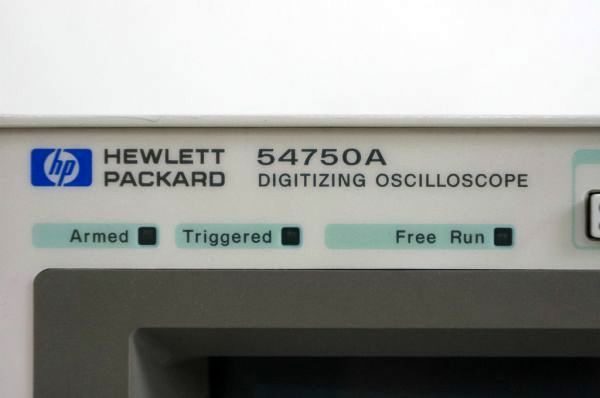 hp HEWLETT PACKARD
54750A
DIGITIZING OSCILLOSCOPE
Armed Triggered Free Run